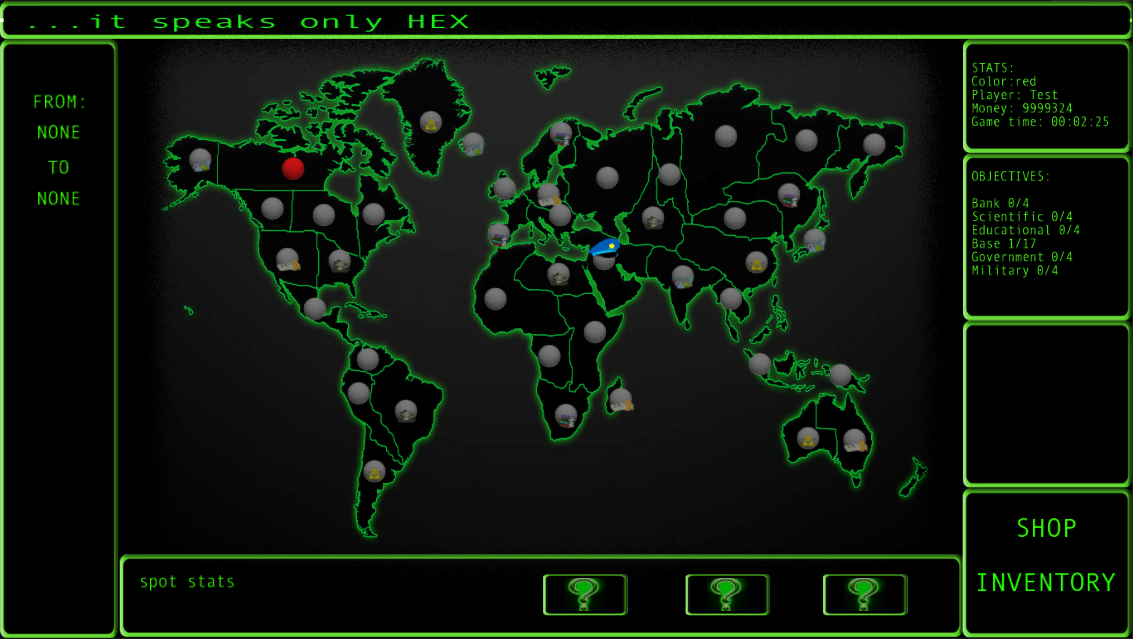 ...it speaks only HEX
FROM:
NONE
TO
NONE
STATS:
Color:red
Player: Test
Money: 9999324
Game time: 00:02:25
OBJECTIVES:
Bank 0/4
Scientific 0/4
Educational 0/4
Base 1/17
Government 0/4
Military 0/4
SHOP
INVENTORY
spot stats
? ? ?